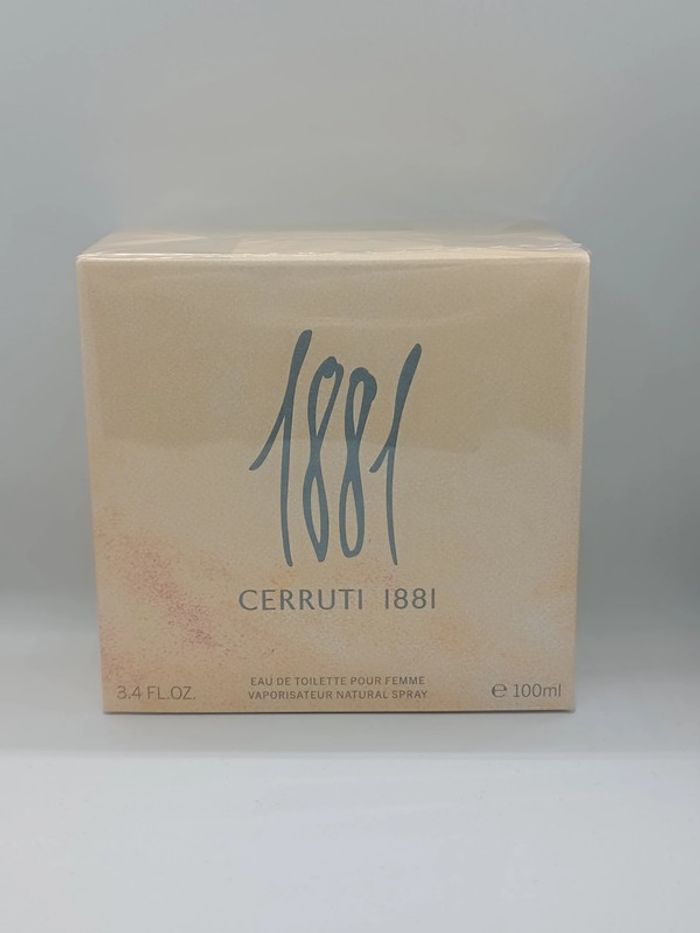 1881
CERRUTI 1881
EAU DE TOILETTE POUR FEMME
VAPORISATEUR NATURAL SPRAY
3.4 FL.OZ.
℮ 100ml